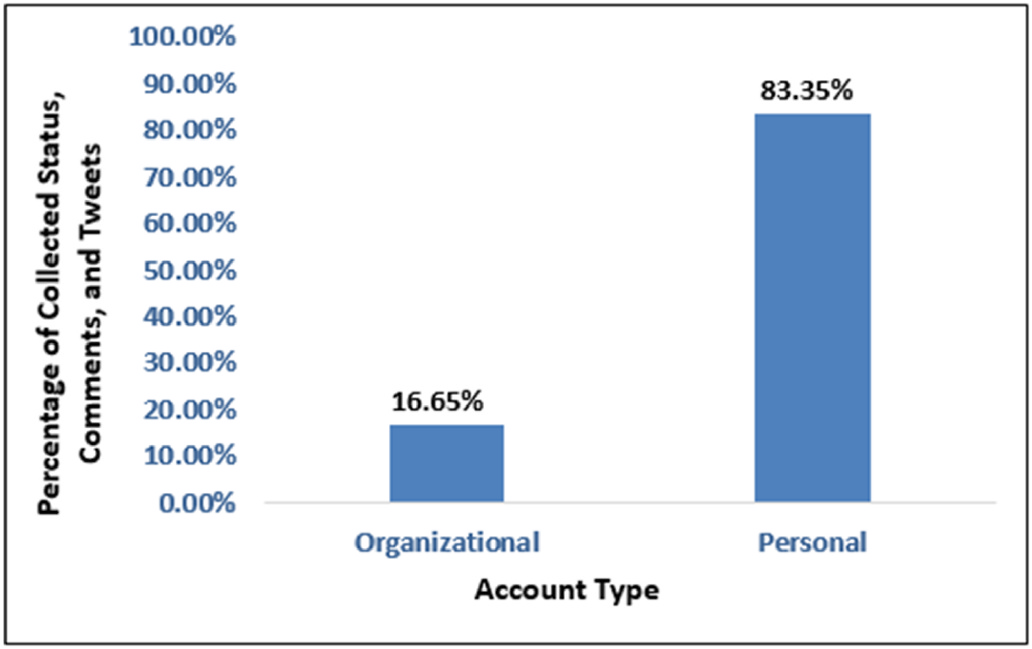 Percentage of Collected Status,
Comments, and Tweets
100.00%
90.00%
80.00%
70.00%
60.00%
50.00%
40.00%
30.00%
20.00%
10.00%
0.00%
16.65%
83.35%
Organizational
Personal
Account Type